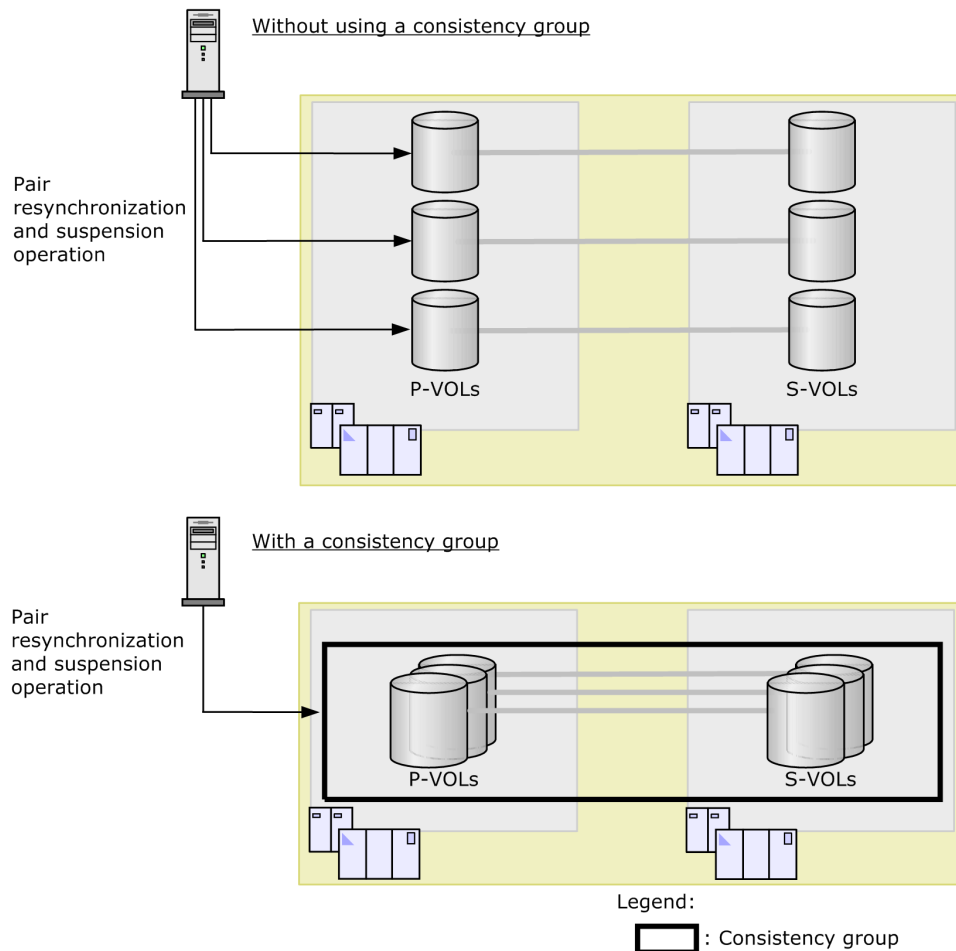 Without using a consistency group
Pair
resynchronization
and suspension
operation
P-VOLs
S-VOLs
With a consistency group
Pair
resynchronization
and suspension
operation
P-VOLs
S-VOLs
Legend:
: Consistency group